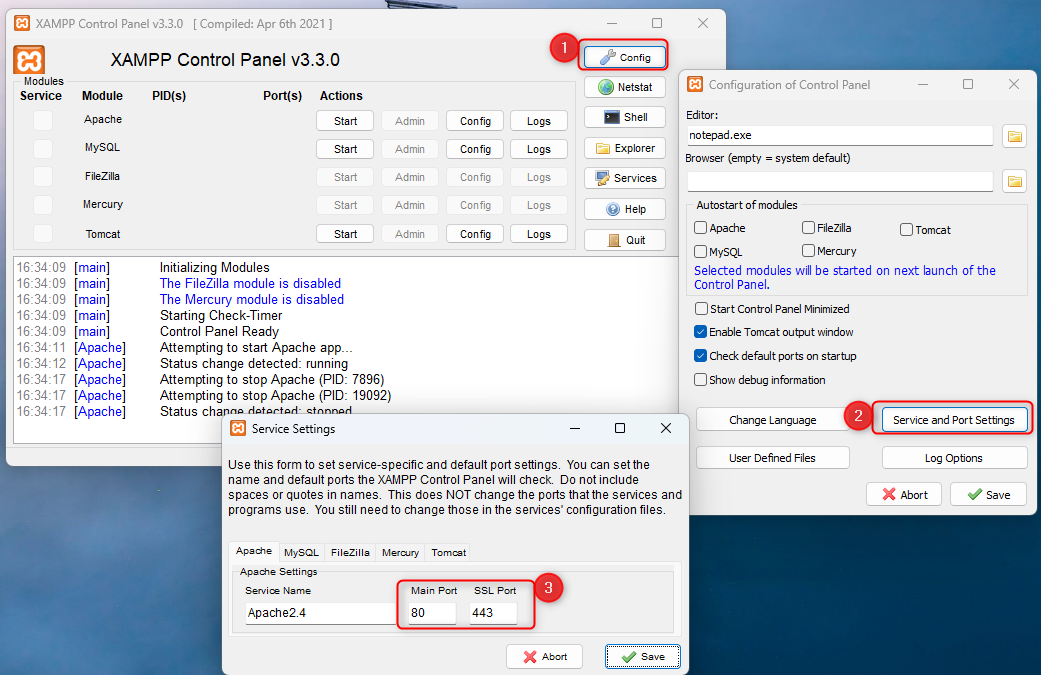 XAMPP Control Panel v3.3.0 [ Compiled: Apr 6th 2021 ]
XAMPP Control Panel v3.3.0
1
Config
Modules
Service Module PID(s) Port(s) Actions
Apache Start Admin Config Logs
MySQL Start Admin Config Logs
FileZilla Start Admin Config Logs
Mercury Start Admin Config Logs
Tomcat Start Admin Config Logs
Netstat
Shell
Explorer
Services
Help
Quit
16:34:09 [main] Initializing Modules
16:34:09 [main] The FileZilla module is disabled
16:34:09 [main] The Mercury module is disabled
16:34:09 [main] Starting Check-Timer
16:34:09 [main] Control Panel Ready
16:34:11 [Apache] Attempting to start Apache app...
16:34:12 [Apache] Status change detected: running
16:34:17 [Apache] Attempting to stop Apache (PID: 7896)
16:34:17 [Apache] Attempting to stop Apache (PID: 19092)
16:34:17 [Apache] Status change detected: stopped
Configuration of Control Panel
Editor:
notepad.exe
Browser (empty = system default)
Autostart of modules
Apache FileZilla Tomcat
MySQL Mercury
Selected modules will be started on next launch of the
Control Panel.
Start Control Panel Minimized
Enable Tomcat output window
Check default ports on startup
Show debug information
Change Language 2 Service and Port Settings
User Defined Files Log Options
Abort Save
Service Settings
Use this form to set service-specific and default port settings. You can set the
name and default ports the XAMPP Control Panel will check. Do not include
spaces or quotes in names. This does NOT change the ports that the services and
programs use. You still need to change those in the services' configuration files.
Apache MySQL FileZilla Mercury Tomcat
Apache Settings
Service Name Main Port SSL Port 3
Apache2.4 80 443
Abort Save